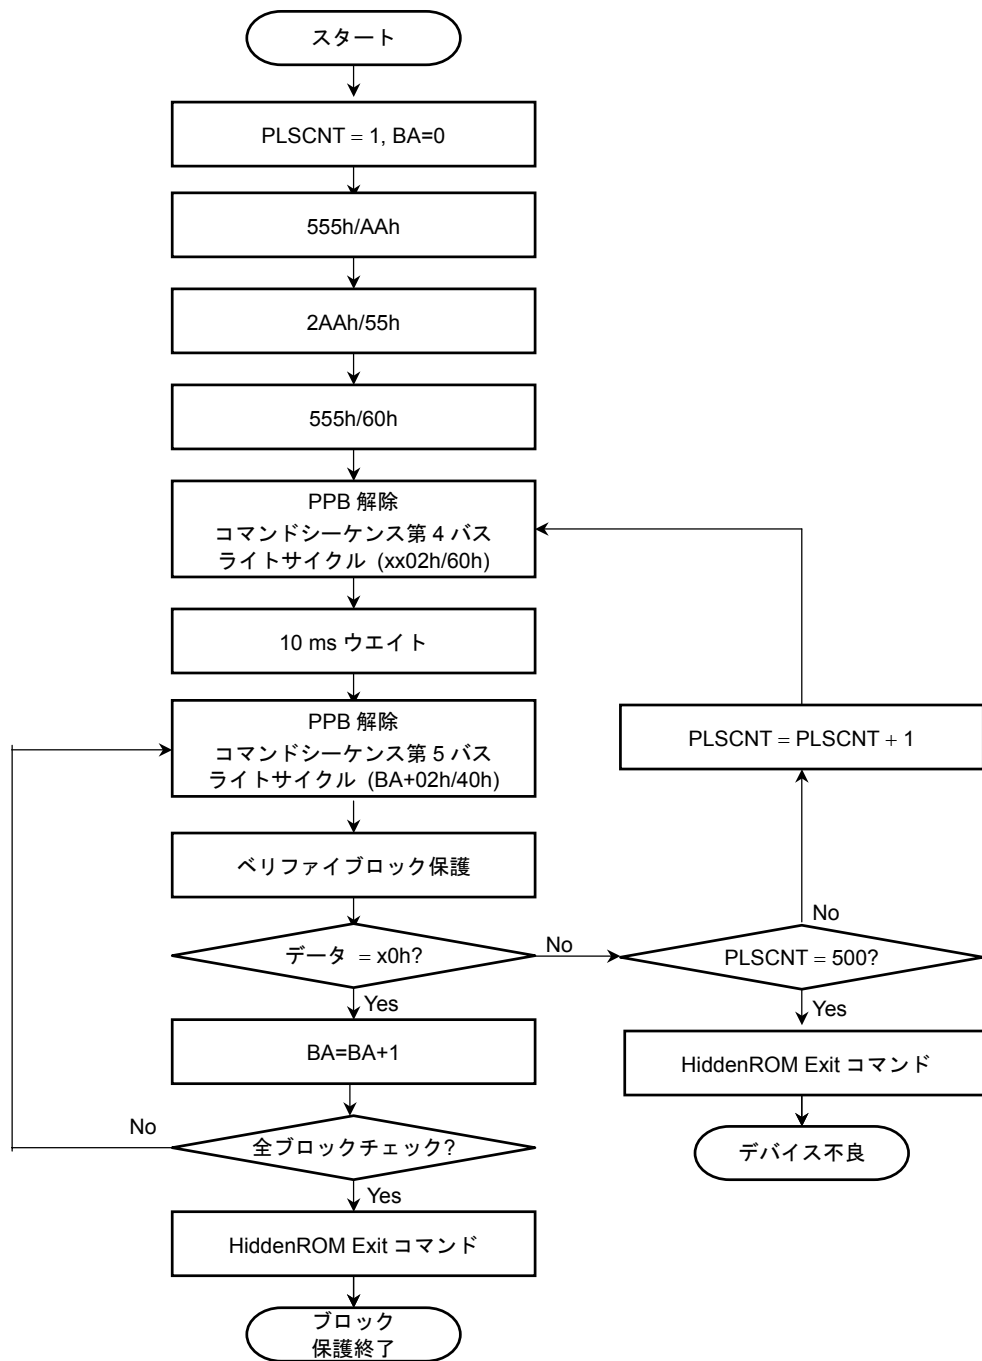 スタート
PLSCNT = 1, BA=0
555h/AAh
2AAh/55h
555h/60h
PPB 解除
コマンドシーケンス第 4 バス
ライトサイクル (xx02h/60h)
10 ms ウエイト
PPB 解除
コマンドシーケンス第 5 バス
ライトサイクル (BA+02h/40h)
PLSCNT = PLSCNT + 1
ベリファイブロック保護
データ = x0h?
No
Yes
PLSCNT = 500?
No
Yes
BA=BA+1
HiddenROM Exit コマンド
デバイス不良
全ブロックチェック?
No
Yes
HiddenROM Exit コマンド
ブロック
保護終了